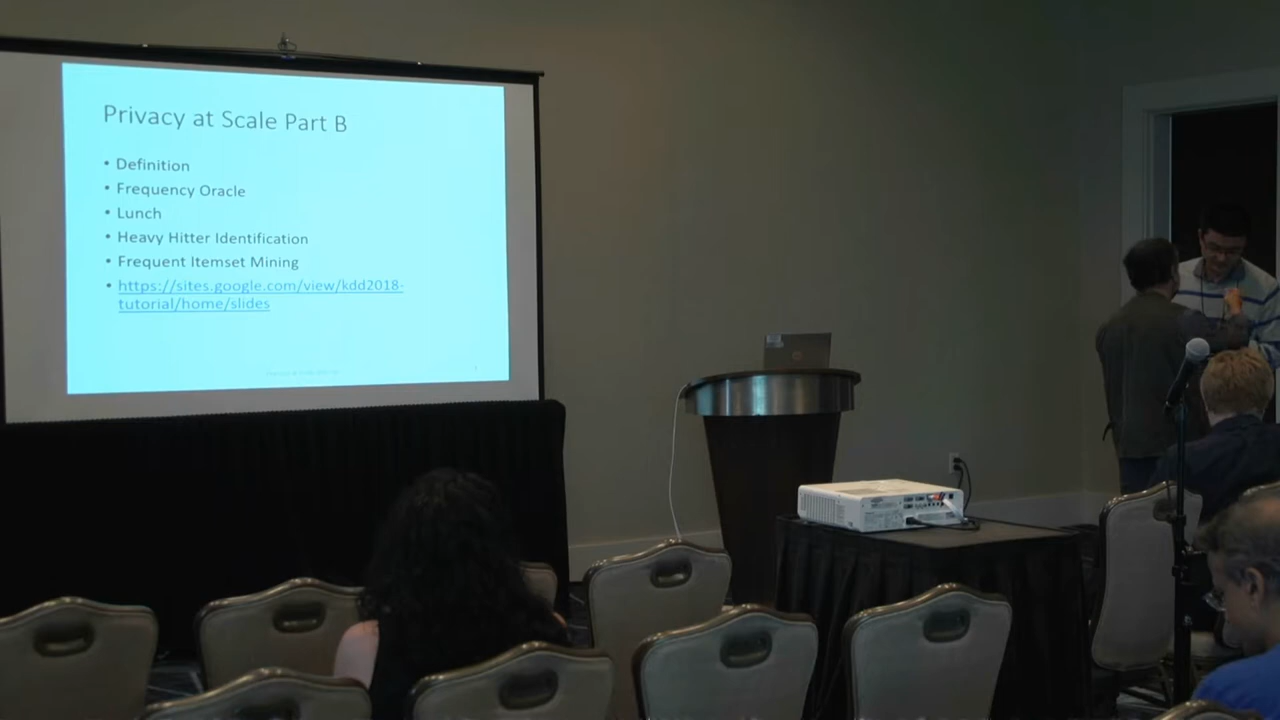 Privacy at Scale Part B
• Definition
• Frequency Oracle
• Lunch
• Heavy Hitter Identification
• Frequent Itemset Mining
• https://sites.google.com/view/kdd2018-
tutorial/home/slides